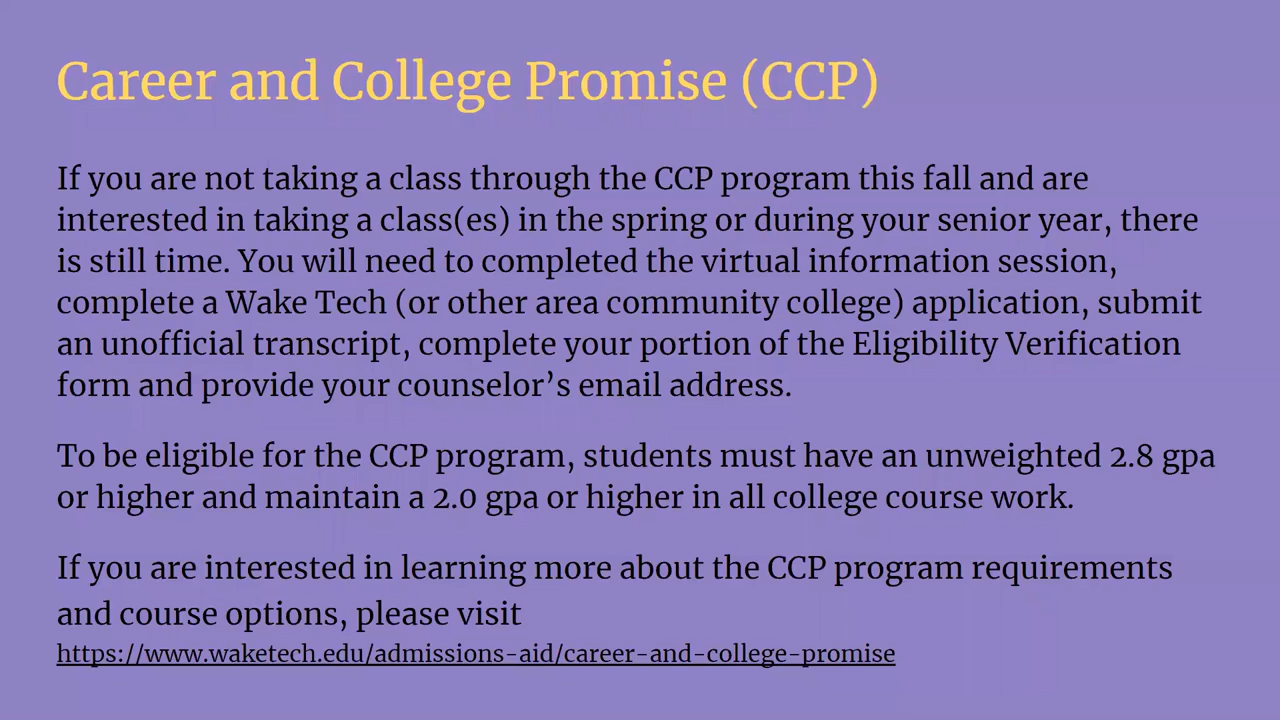 Career and College Promise (CCP)
If you are not taking a class through the CCP program this fall and are
interested in taking a class(es) in the spring or during your senior year, there
is still time. You will need to completed the virtual information session,
complete a Wake Tech (or other area community college) application, submit
an unofficial transcript, complete your portion of the Eligibility Verification
form and provide your counselor’s email address.
To be eligible for the CCP program, students must have an unweighted 2.8 gpa
or higher and maintain a 2.0 gpa or higher in all college course work.
If you are interested in learning more about the CCP program requirements
and course options, please visit
https://www.waketech.edu/admissions-aid/career-and-college-promise